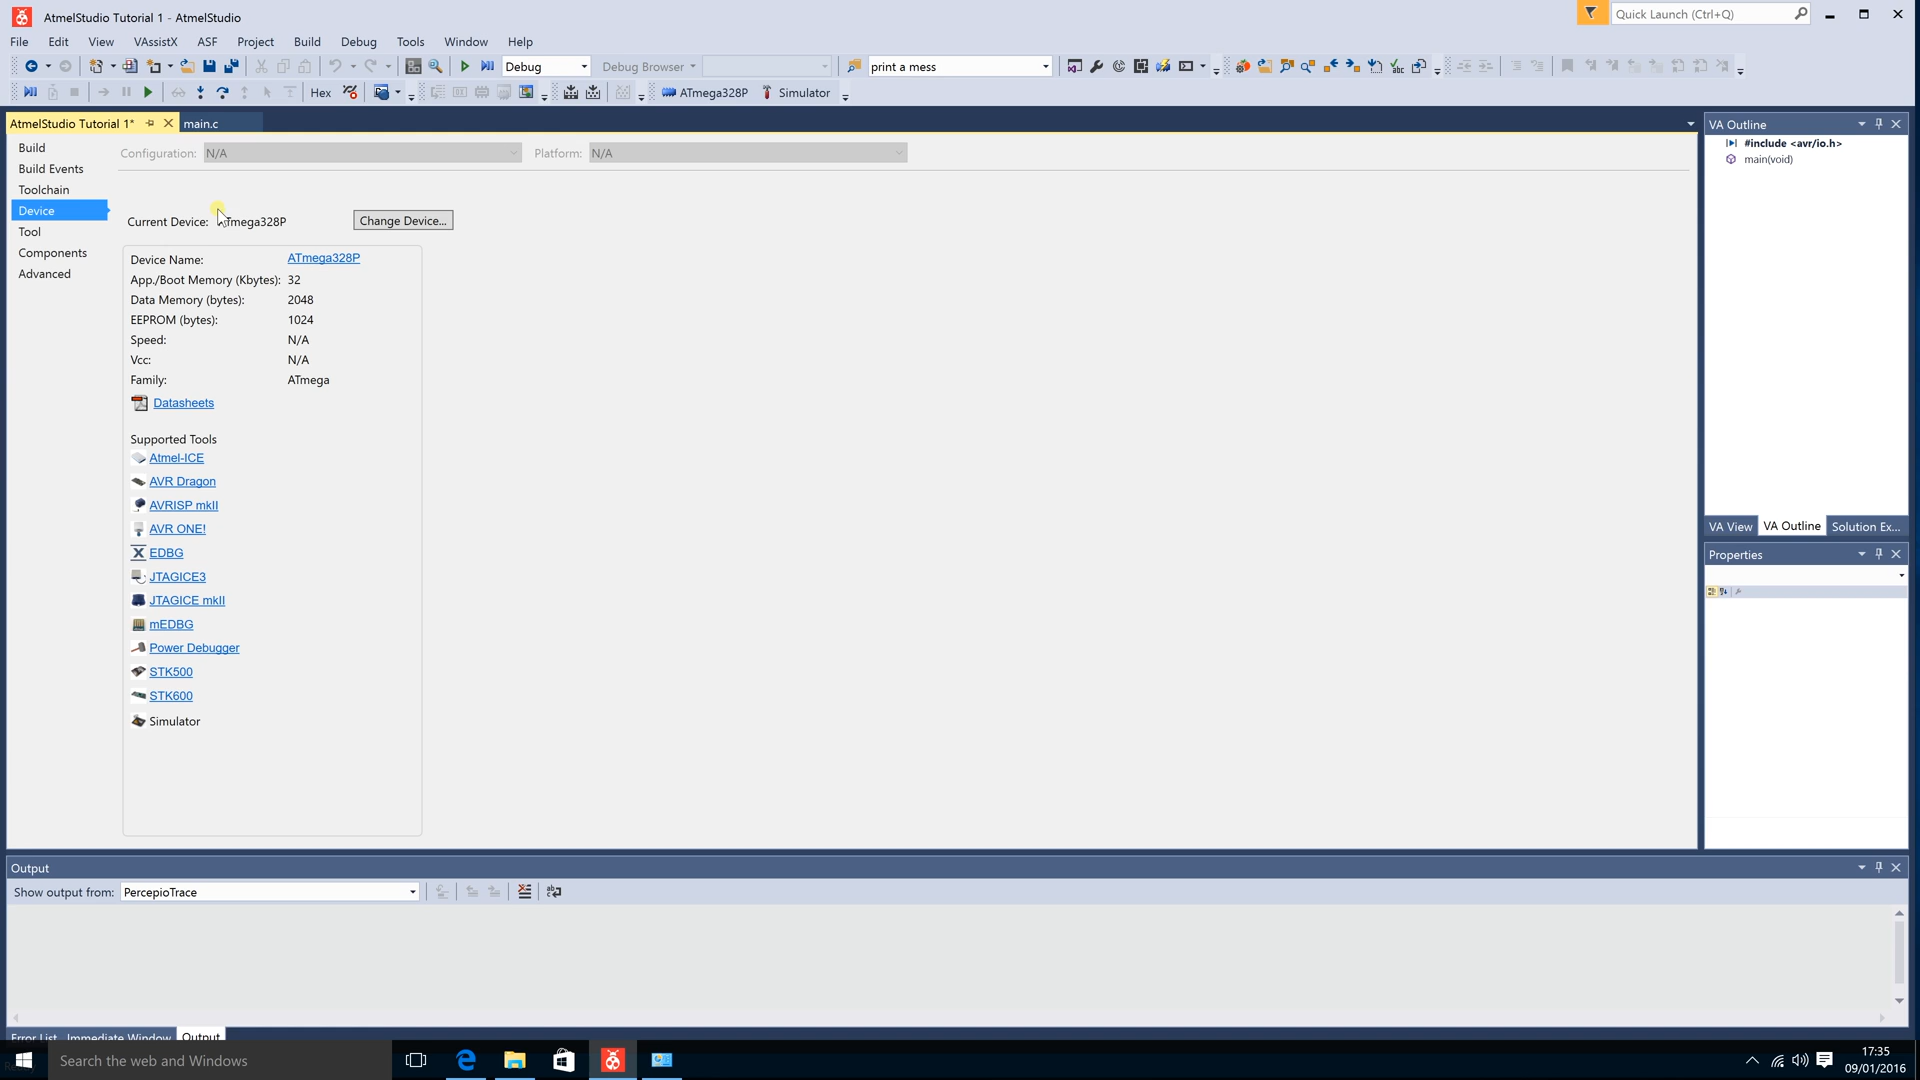 AtmelStudio Tutorial 1 - AtmelStudio
Quick Launch (Ctrl+Q)
File Edit View VAssistX ASF Project Build Debug Tools Window Help
Debug Debug Browser print a mess
Hex ATmega328P Simulator
AtmelStudio Tutorial 1* main.c
VA Outline
Build
Configuration: N/A Platform: N/A
#include <avr/io.h>
main(void)
Build Events
Toolchain
Device
Tool
Components
Advanced
Current Device: ATmega328P Change Device...
Device Name: ATmega328P
App./Boot Memory (Kbytes): 32
Data Memory (bytes): 2048
EEPROM (bytes): 1024
Speed: N/A
Vcc: N/A
Family: ATmega
Datasheets
Supported Tools
Atmel-ICE
AVR Dragon
AVRISP mkII
AVR ONE!
EDBG
JTAGICE3
JTAGICE mkII
mEDBG
Power Debugger
STK500
STK600
Simulator
VA View VA Outline Solution Ex...
Properties
Output
Show output from: PercepioTrace
Error List Immediate Window Output
Search the web and Windows
17:35
09/01/2016